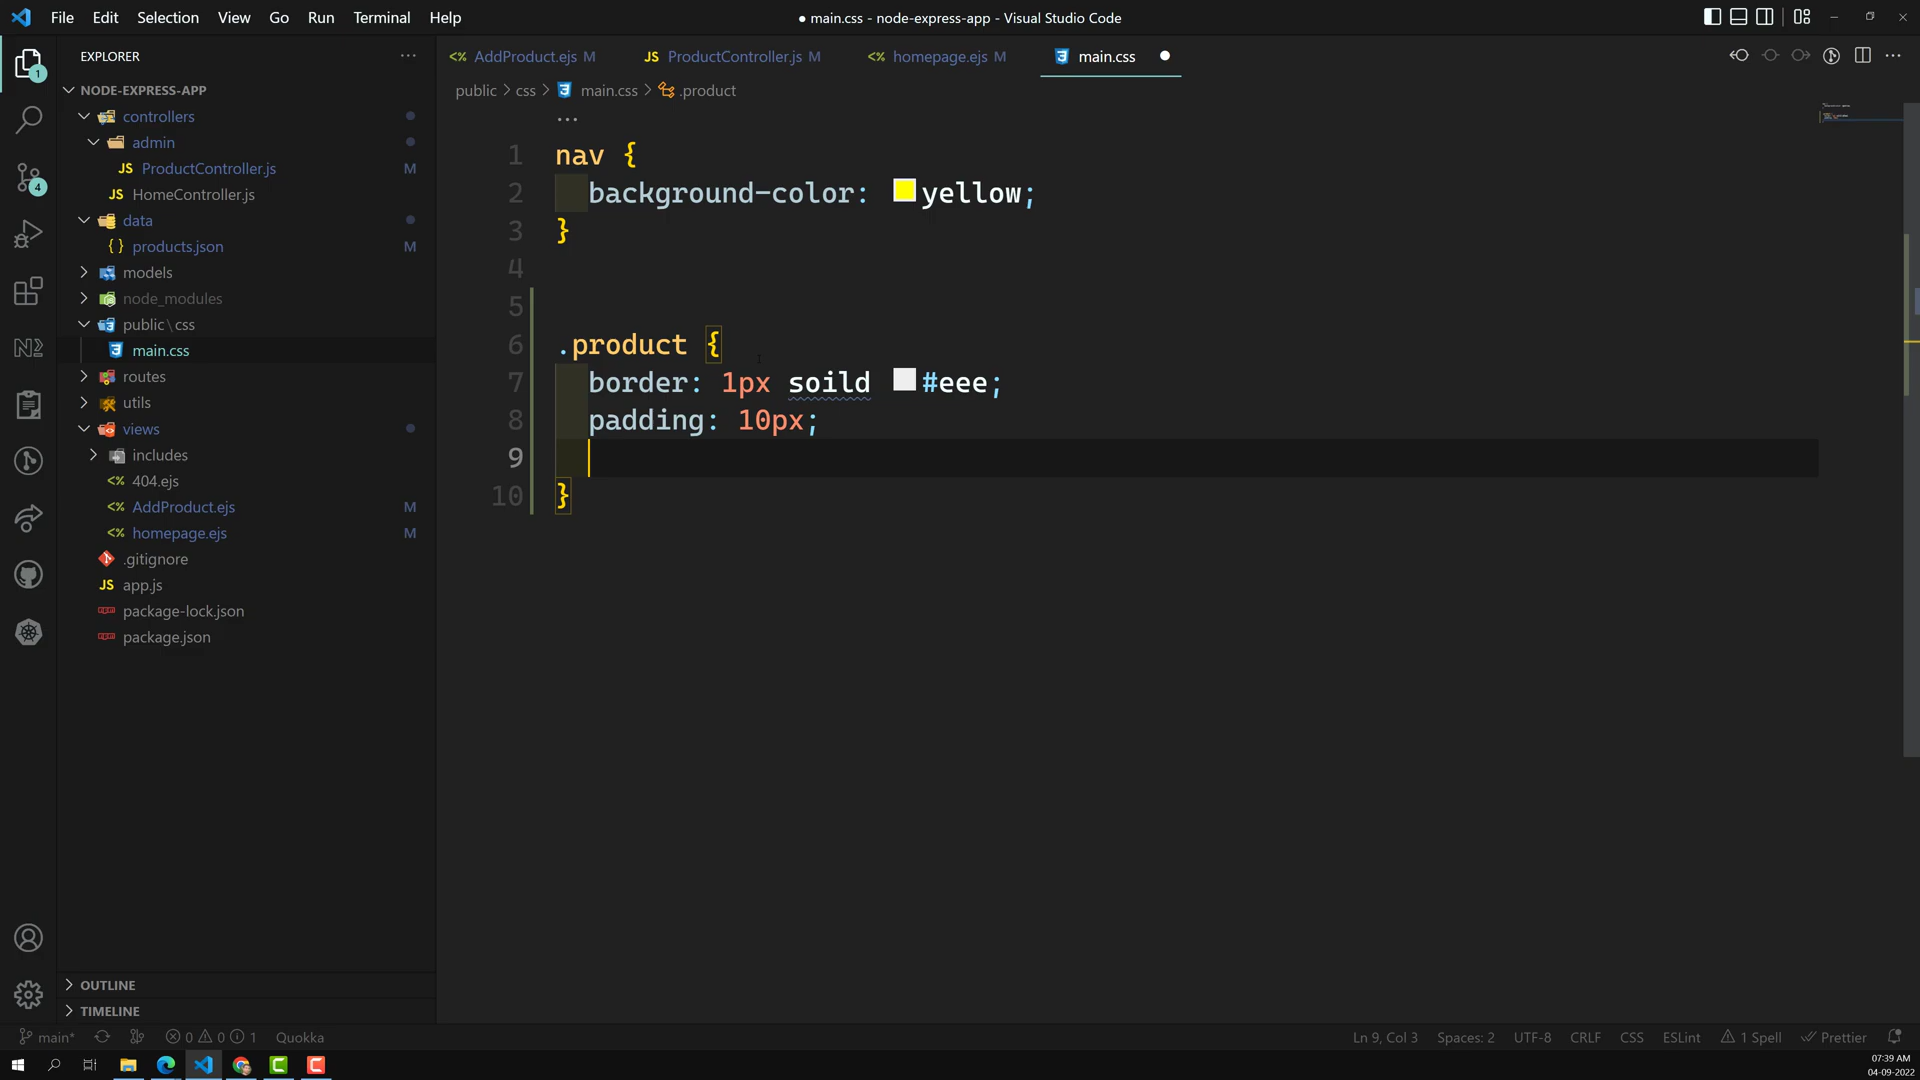 File Edit Selection View Go Run Terminal Help
● main.css - node-express-app - Visual Studio Code
EXPLORER
NODE-EXPRESS-APP
controllers
admin
JS ProductController.js M
JS HomeController.js
data
{} products.json M
models
node_modules
public\css
main.css
routes
utils
views
includes
<% 404.ejs
<% AddProduct.ejs M
<% homepage.ejs M
.gitignore
JS app.js
package-lock.json
package.json
OUTLINE
TIMELINE
1
4
<% AddProduct.ejs M
JS ProductController.js M
<% homepage.ejs M
main.css
public > css > main.css > .product
...
1 nav {
2 background-color: yellow;
3 }
4
5
6 .product {
7 border: 1px soild #eee;
8 padding: 10px;
9
10 }
main* 0 0 1 Quokka
Ln 9, Col 3 Spaces: 2 UTF-8 CRLF CSS ESLint 1 Spell Prettier
07:39 AM
04-09-2022